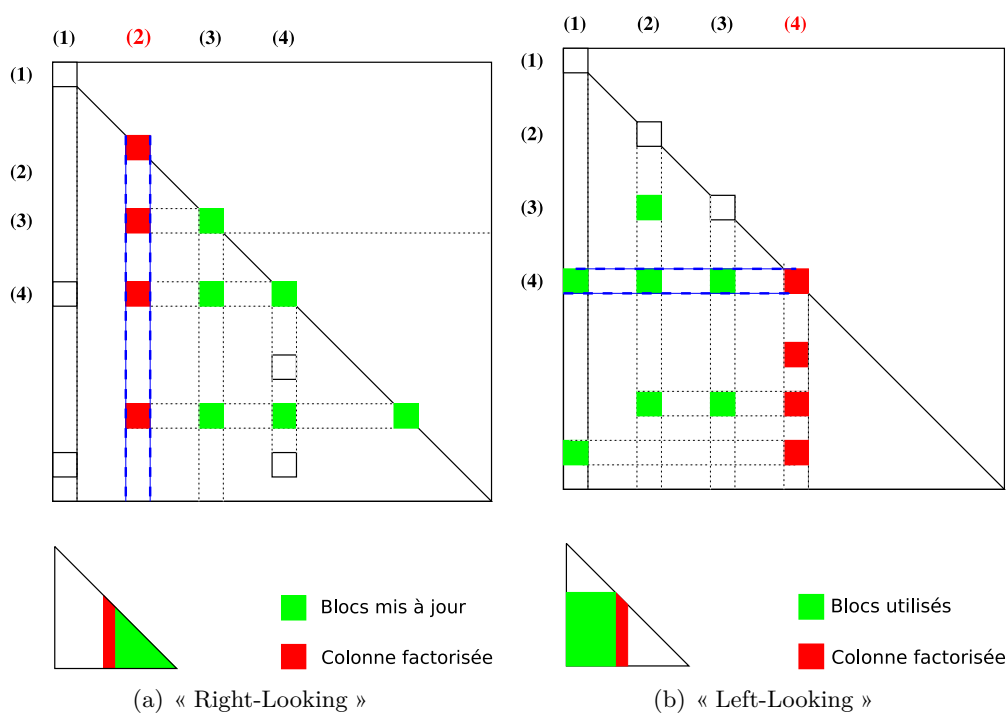 (1) (2) (3) (4)
(1)
(2)
(3)
(4)
Blocs mis à jour
Colonne factorisée
(a) « Right-Looking »
(1) (2) (3) (4)
(1)
(2)
(3)
(4)
Blocs utilisés
Colonne factorisée
(b) « Left-Looking »